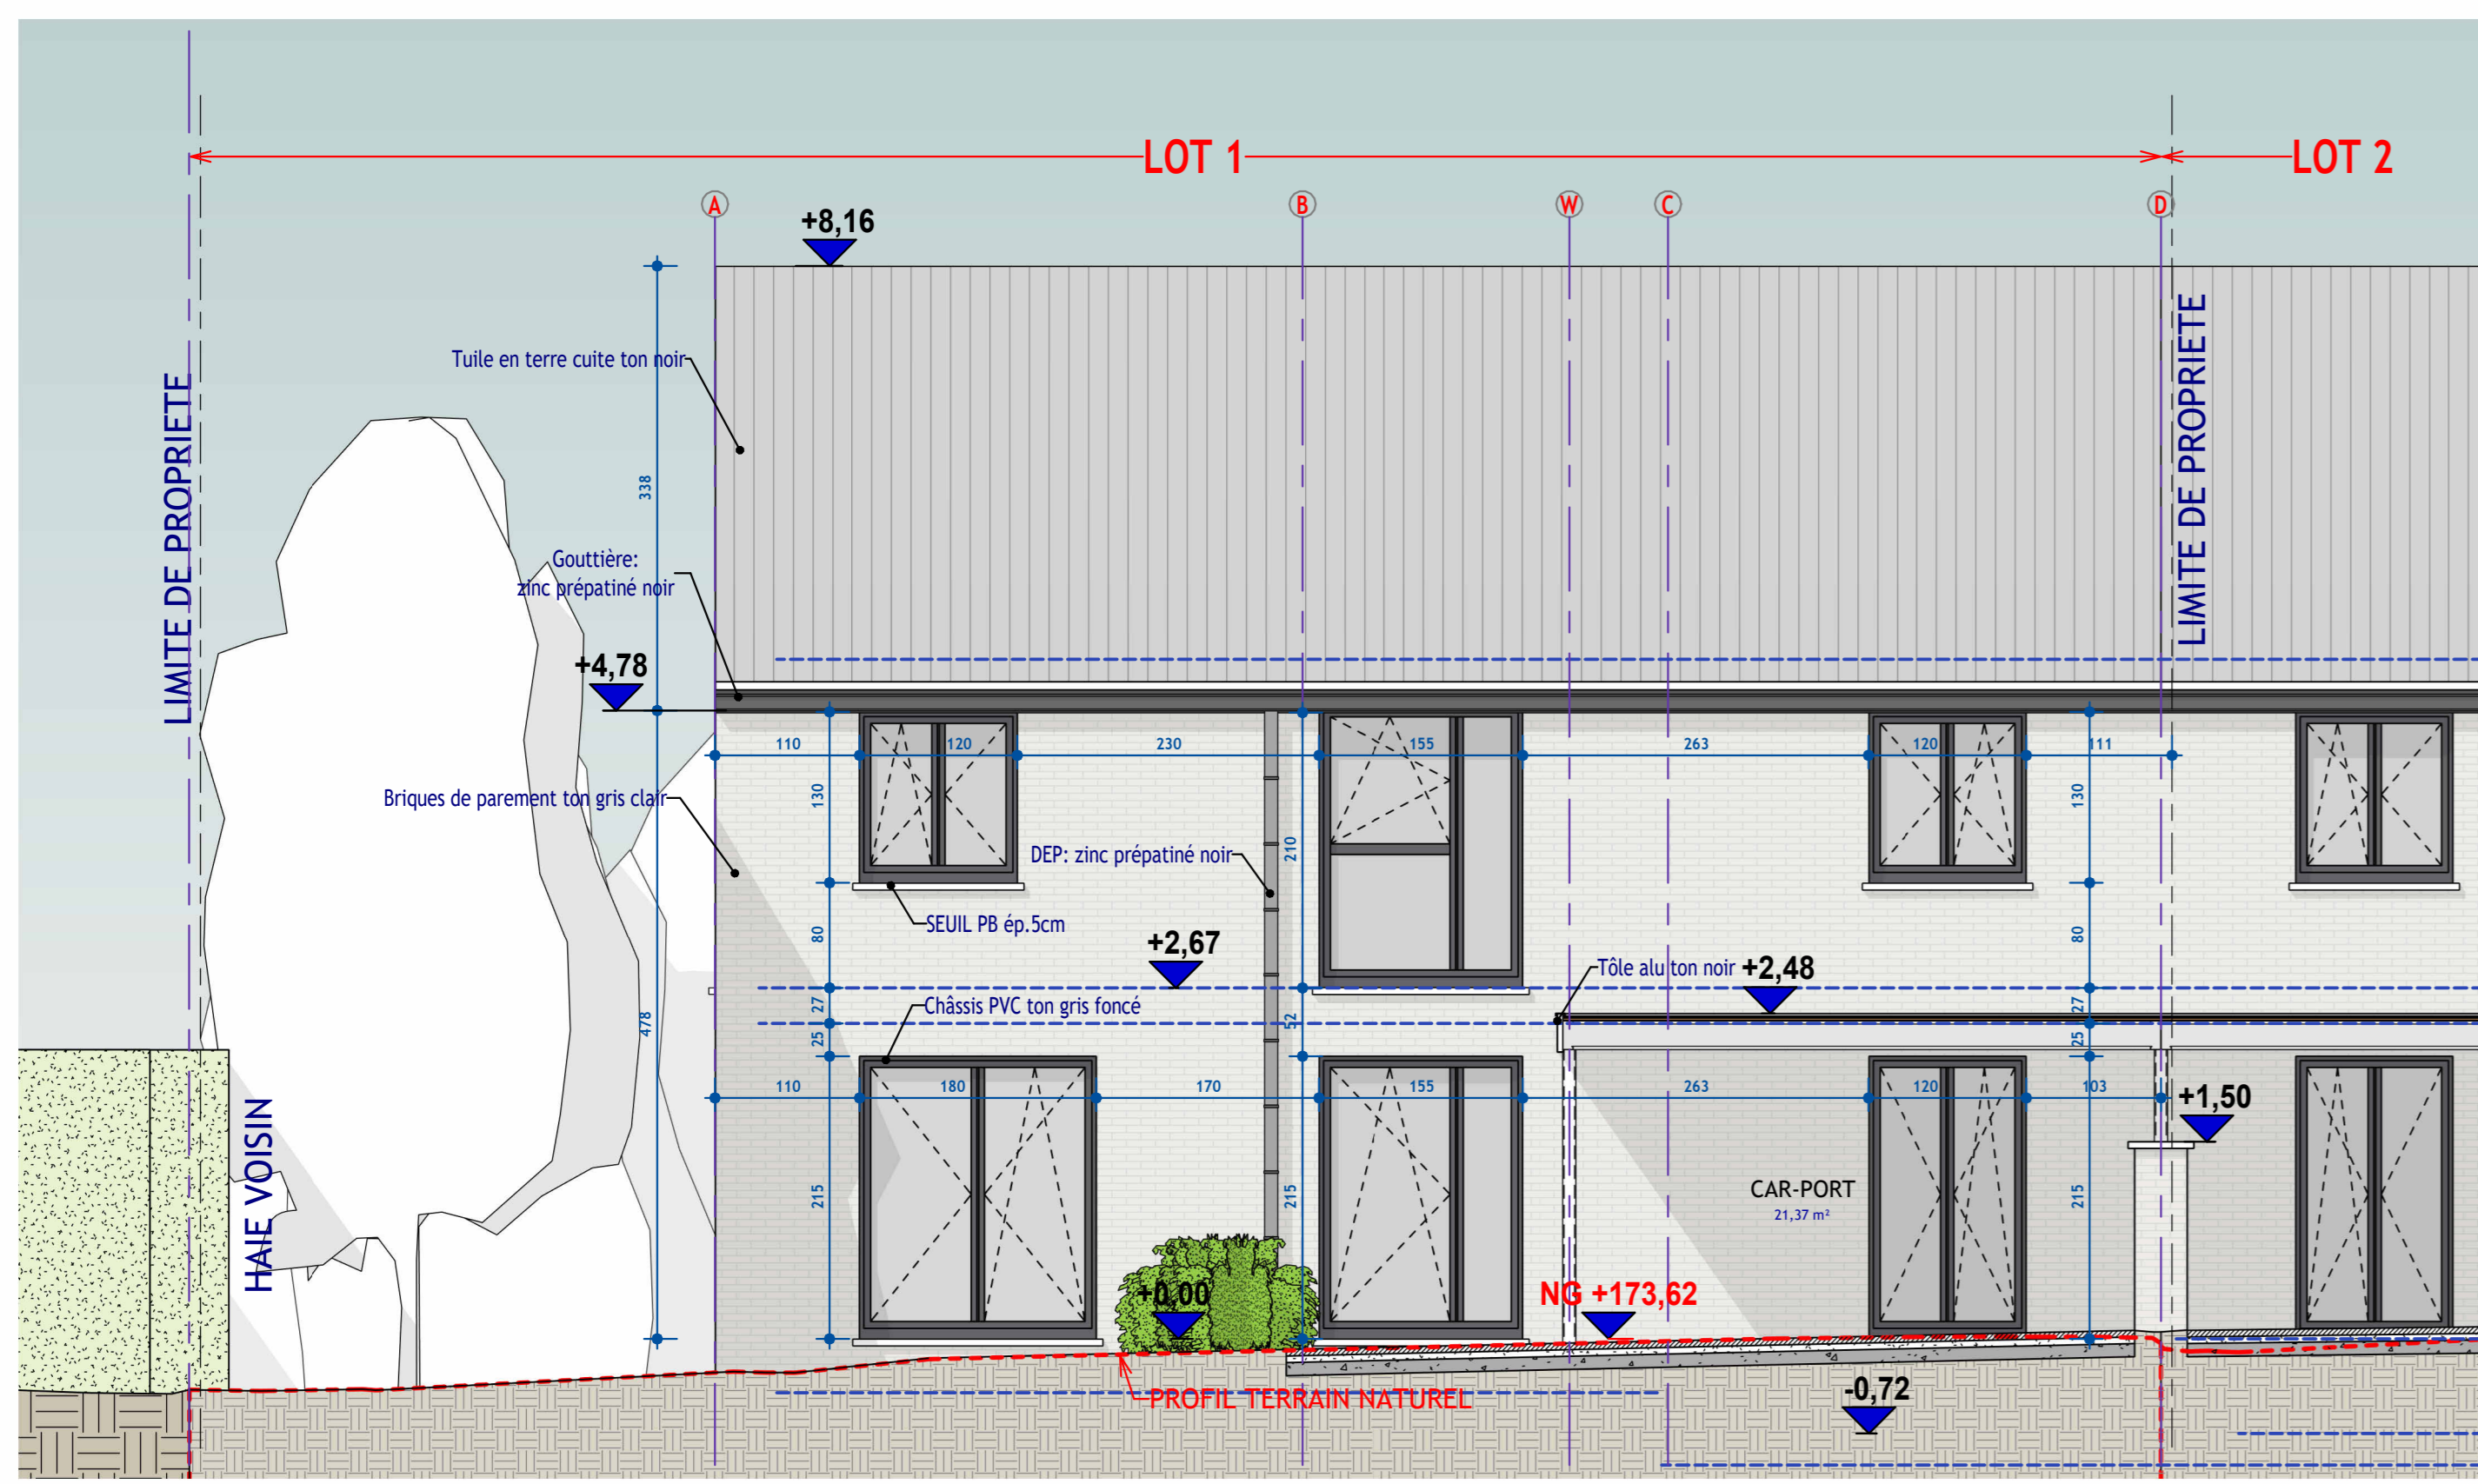 LOT 1
LOT 2
A
B
W
C
D
+8,16
LIMITE DE PROPRIETE
LIMITE DE PROPRIETE
Tuile en terre cuite ton noir
338
Gouttière:
zinc prépatiné noir
+4,78
110
120
230
155
263
120
111
Briques de parement ton gris clair
130
130
DEP: zinc prépatiné noir
210
SEUIL PB ép.5cm
80
80
+2,67
Tôle alu ton noir
+2,48
Châssis PVC ton gris foncé
27
27
478
52
25
25
110
180
170
155
263
120
103
+1,50
HAIE VOISIN
215
215
215
CAR-PORT
21,37 m²
+0,00
NG +173,62
PROFIL TERRAIN NATUREL
-0,72